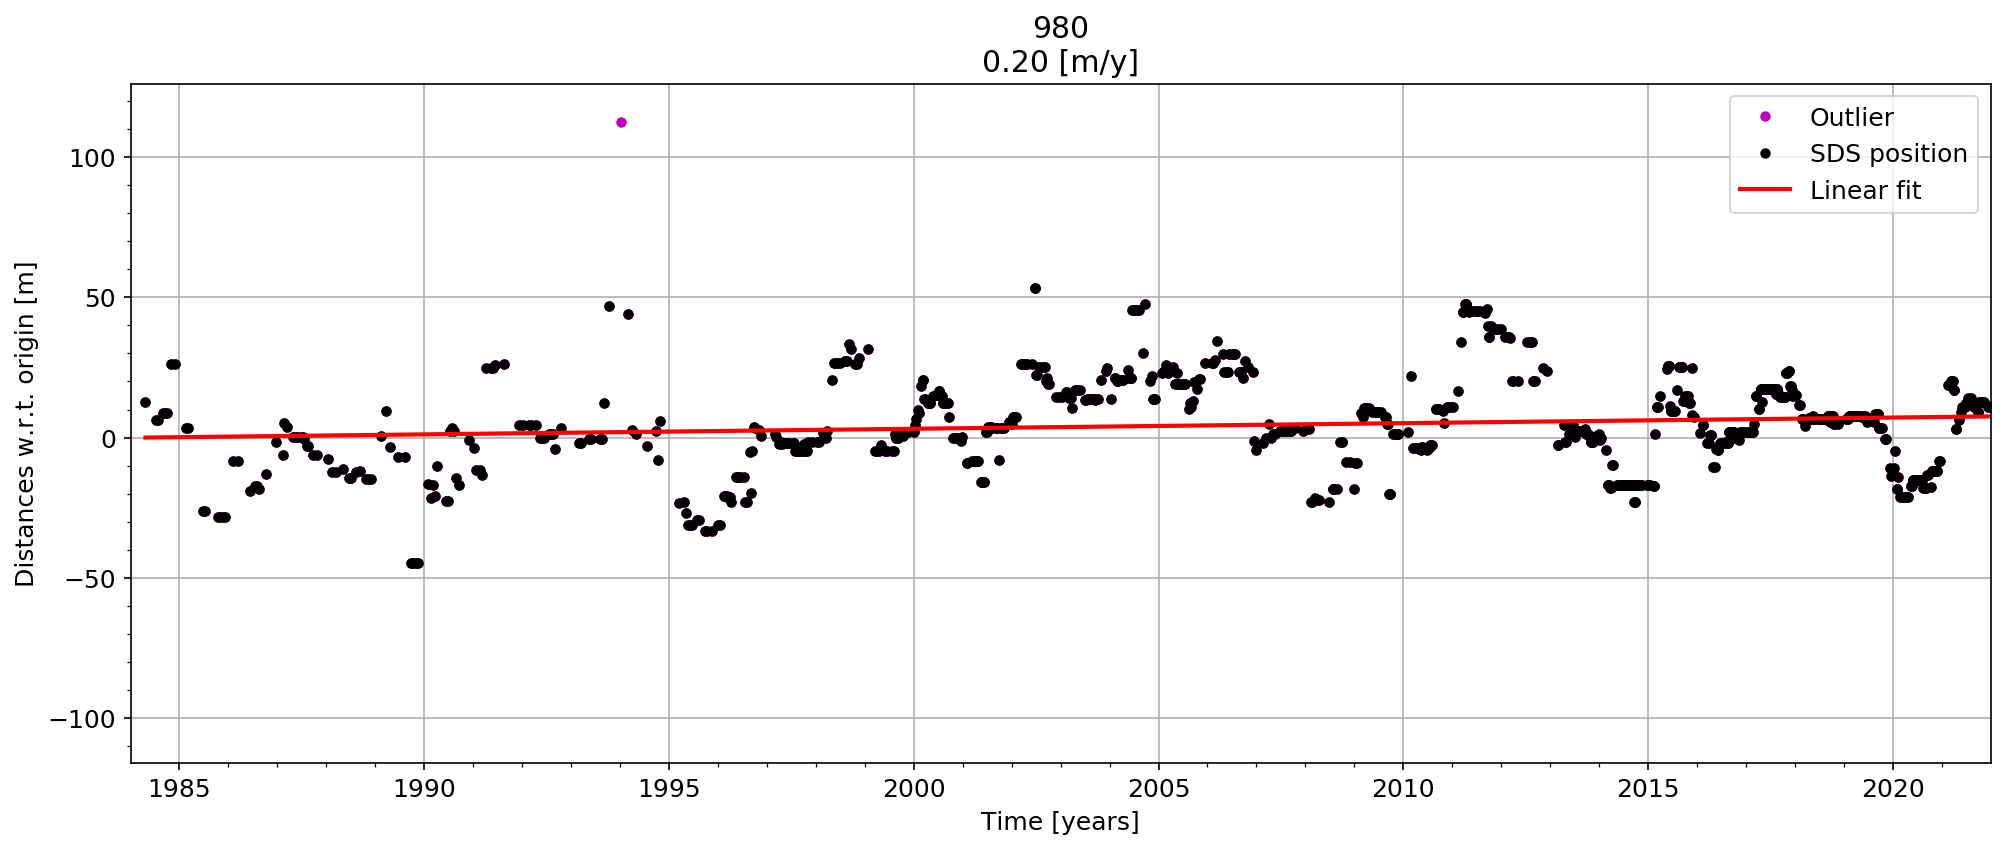 980
0.20 [m/y]
Outlier
SDS position
Linear fit
Distances w.r.t. origin [m]
100
50
0
−50
−100
1985 1990 1995 2000 2005 2010 2015 2020
Time [years]